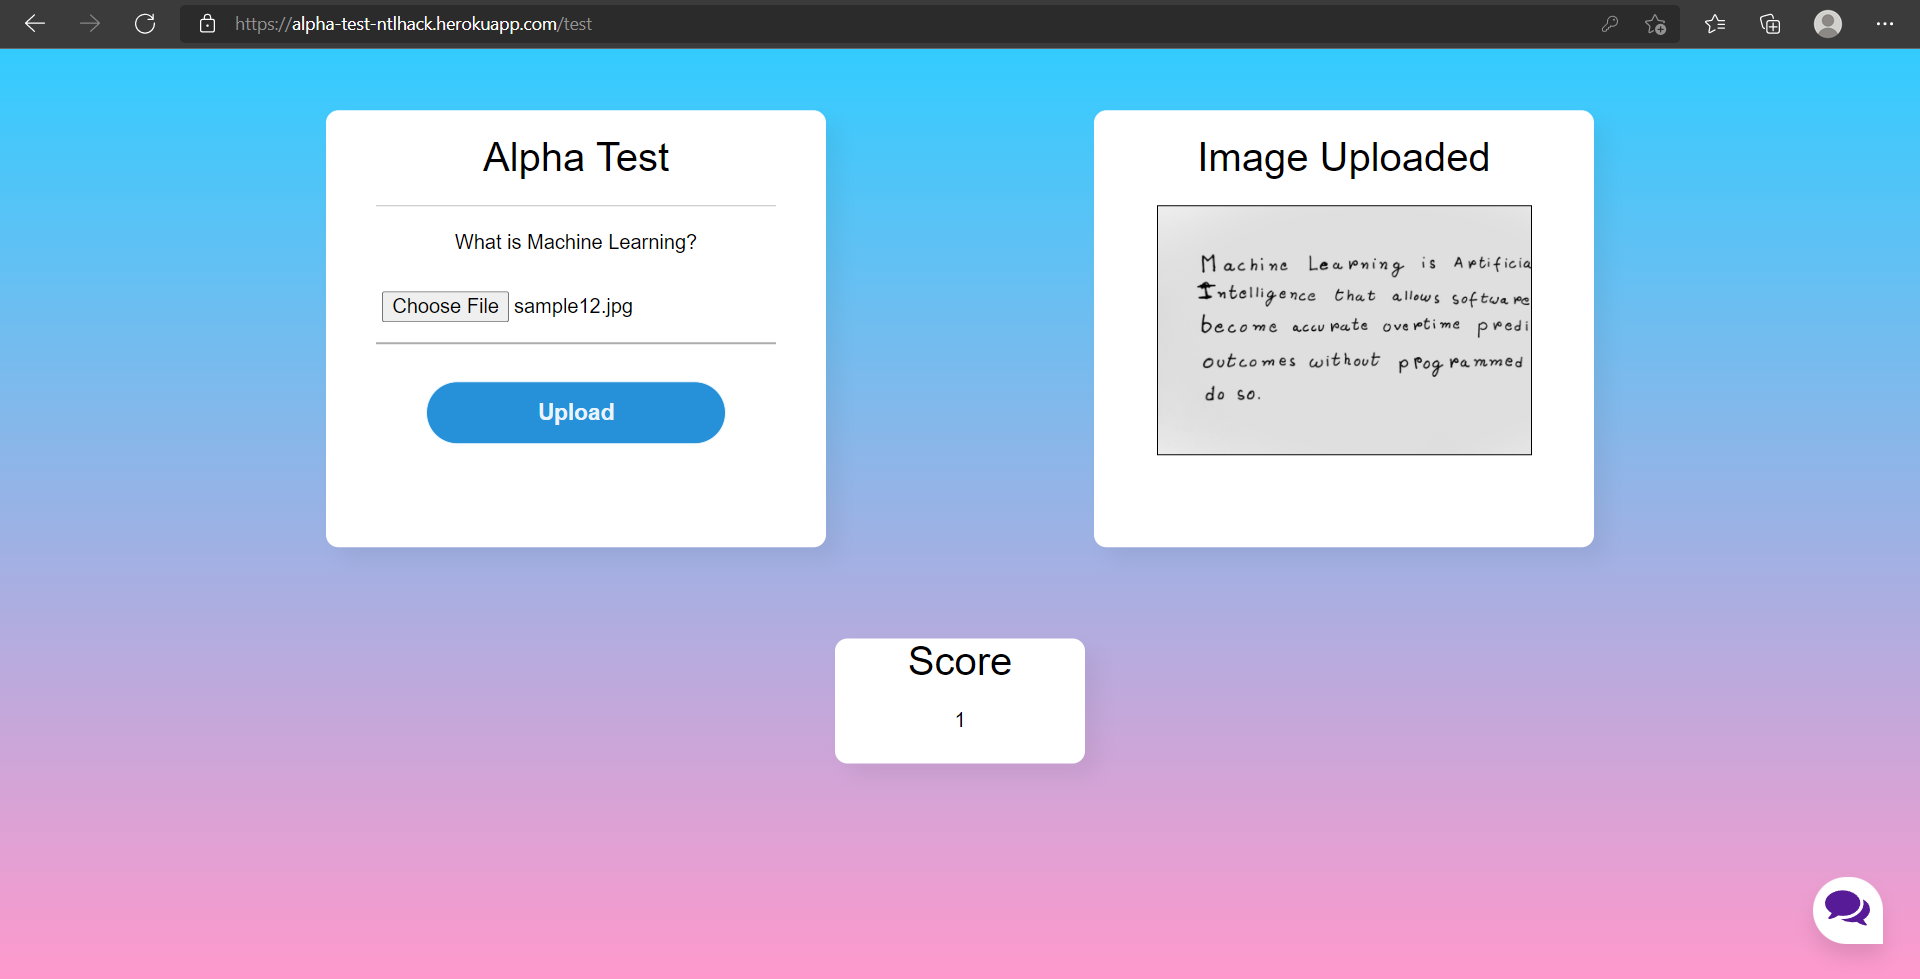 https://alpha-test-ntlhack.herokuapp.com/test
Alpha Test
What is Machine Learning?
Choose File sample12.jpg
Upload
Image Uploaded
Machine Learning is Artificia
Intelligence that allows software
become accurate overtime predi
outcomes without programmed
do so.
Score
1